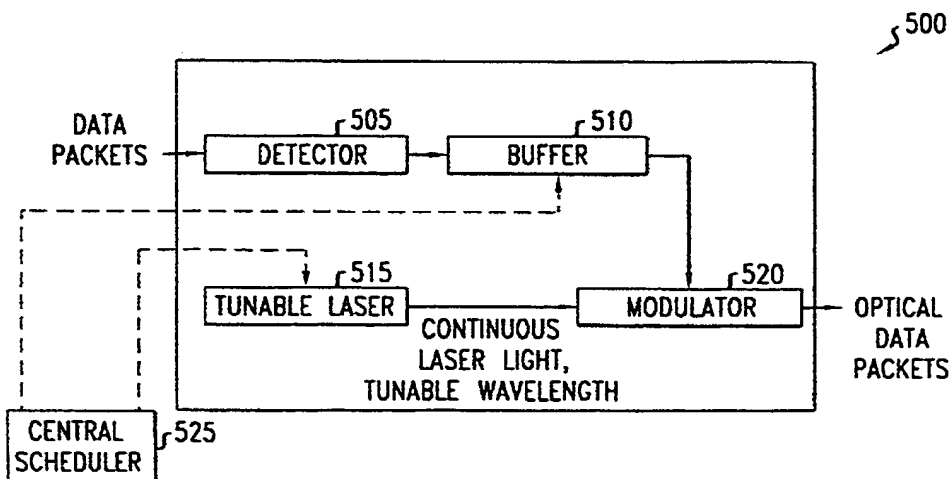 500
DATA
PACKETS
505
DETECTOR
510
BUFFER
515
TUNABLE LASER
520
MODULATOR
CONTINUOUS
LASER LIGHT,
TUNABLE WAVELENGTH
OPTICAL
DATA
PACKETS
CENTRAL
SCHEDULER
525